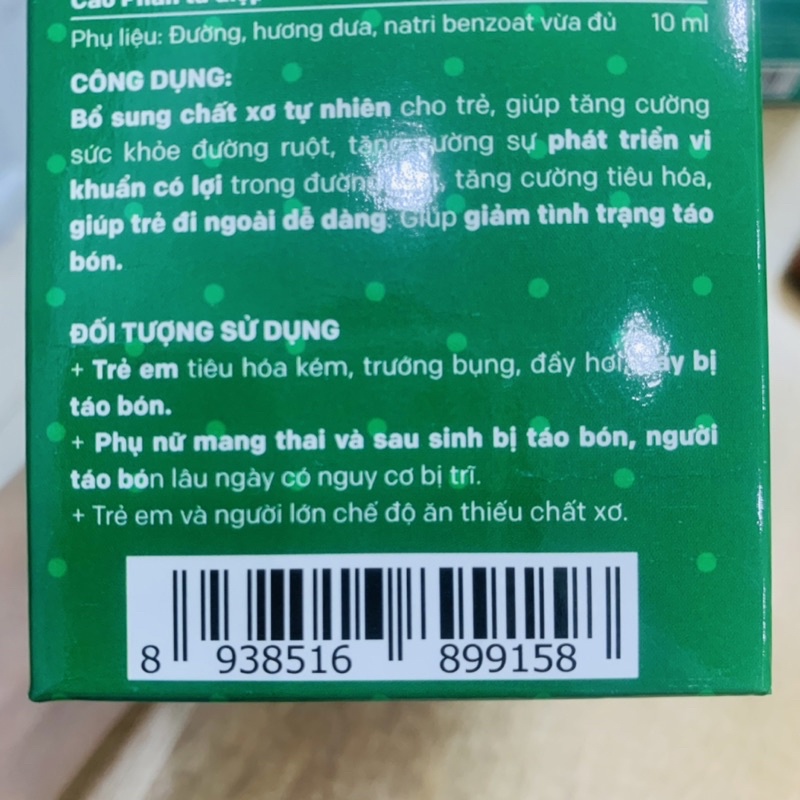 Phụ liệu: Đường, hương dưa, natri benzoat vừa đủ 10 ml
CÔNG DỤNG:
Bổ sung chất xơ tự nhiên cho trẻ, giúp tăng cường
sức khỏe đường ruột, tăng cường sự phát triển vi
khuẩn có lợi trong đường tăng cường tiêu hóa,
giúp trẻ đi ngoài dễ dàng. Giúp giảm tình trạng táo
bón.
ĐỐI TƯỢNG SỬ DỤNG
+ Trẻ em tiêu hóa kém, trướng bụng, đầy hơi, bị
táo bón.
+ Phụ nữ mang thai và sau sinh bị táo bón, người
táo bón lâu ngày có nguy cơ bị trĩ.
+ Trẻ em và người lớn chế độ ăn thiếu chất xơ.
8 938516 899158